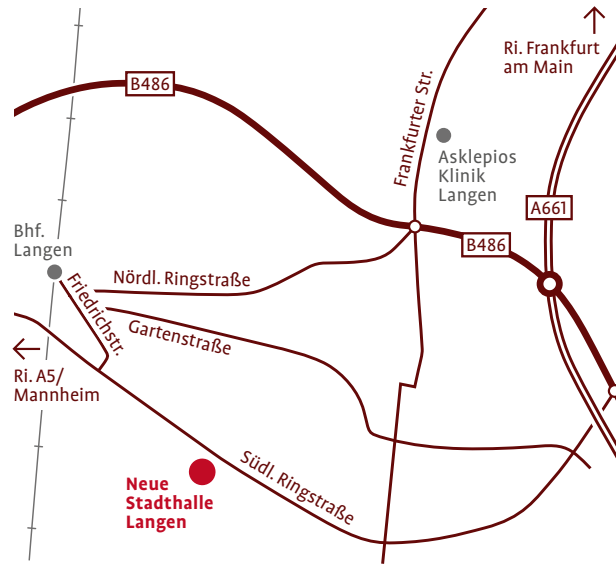 Ri. Frankfurt
am Main
B486
Frankfurter Str.
Asklepios
Klinik
Langen
A661
B486
Bhf.
Langen
Nördl. Ringstraße
Friedrichstr.
Gartenstraße
Ri. A5/
Mannheim
Südl. Ringstraße
Neue
Stadthalle
Langen